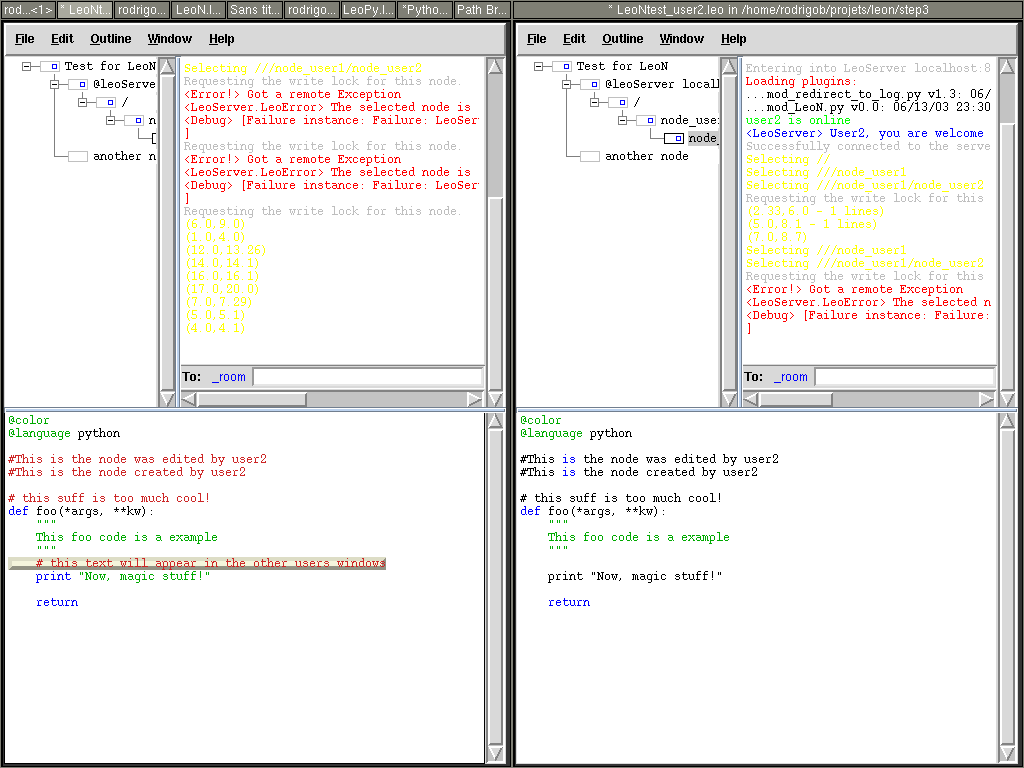 rod...<1>
* LeoNt...
rodrigo...
LeoN.l...
Sans tit...
rodrigo...
LeoPy.l...
*Pytho...
Path Br...
* LeoNtest_user2.leo in /home/rodrigob/projets/leon/step3
File Edit Outline Window Help
Test for LeoN
@leoServe
/
n
another n
Selecting ///node_user1/node_user2
Requesting the write lock for this node.
<Error!> Got a remote Exception
<LeoServer.LeoError> The selected node is
<Debug> [Failure instance: Failure: LeoSer
]
Requesting the write lock for this node.
<Error!> Got a remote Exception
<LeoServer.LeoError> The selected node is
<Debug> [Failure instance: Failure: LeoSer
]
Requesting the write lock for this node.
(6.0,9.0)
(1.0,4.0)
(12.0,13.26)
(14.0,14.1)
(16.0,16.1)
(17.0,20.0)
(7.0,7.29)
(5.0,5.1)
(4.0,4.1)
To: _room
@color
@language python
#This is the node was edited by user2
#This is the node created by user2
# this suff is too much cool!
def foo(*args, **kw):
"""
This foo code is a example
"""
# this text will appear in the other users windows
print "Now, magic stuff!"
return
File Edit Outline Window Help
Test for LeoN
@leoServer local
/
node_user
node_
another node
Entering into LeoServer localhost:8
Loading plugins:
...mod_redirect_to_log.py v1.3: 06/
...mod_LeoN.py v0.0: 06/13/03 23:30
user2 is online
<LeoServer> User2, you are welcome
Successfully connected to the serve
Selecting //
Selecting ///node_user1
Selecting ///node_user1/node_user2
Requesting the write lock for this
(2.33,6.0 - 1 lines)
(5.0,8.1 - 1 lines)
(7.0,8.7)
Selecting ///node_user1
Selecting ///node_user1/node_user2
Requesting the write lock for this
<Error!> Got a remote Exception
<LeoServer.LeoError> The selected n
<Debug> [Failure instance: Failure:
]
To: _room
@color
@language python
#This is the node was edited by user2
#This is the node created by user2
# this suff is too much cool!
def foo(*args, **kw):
"""
This foo code is a example
"""
print "Now, magic stuff!"
return